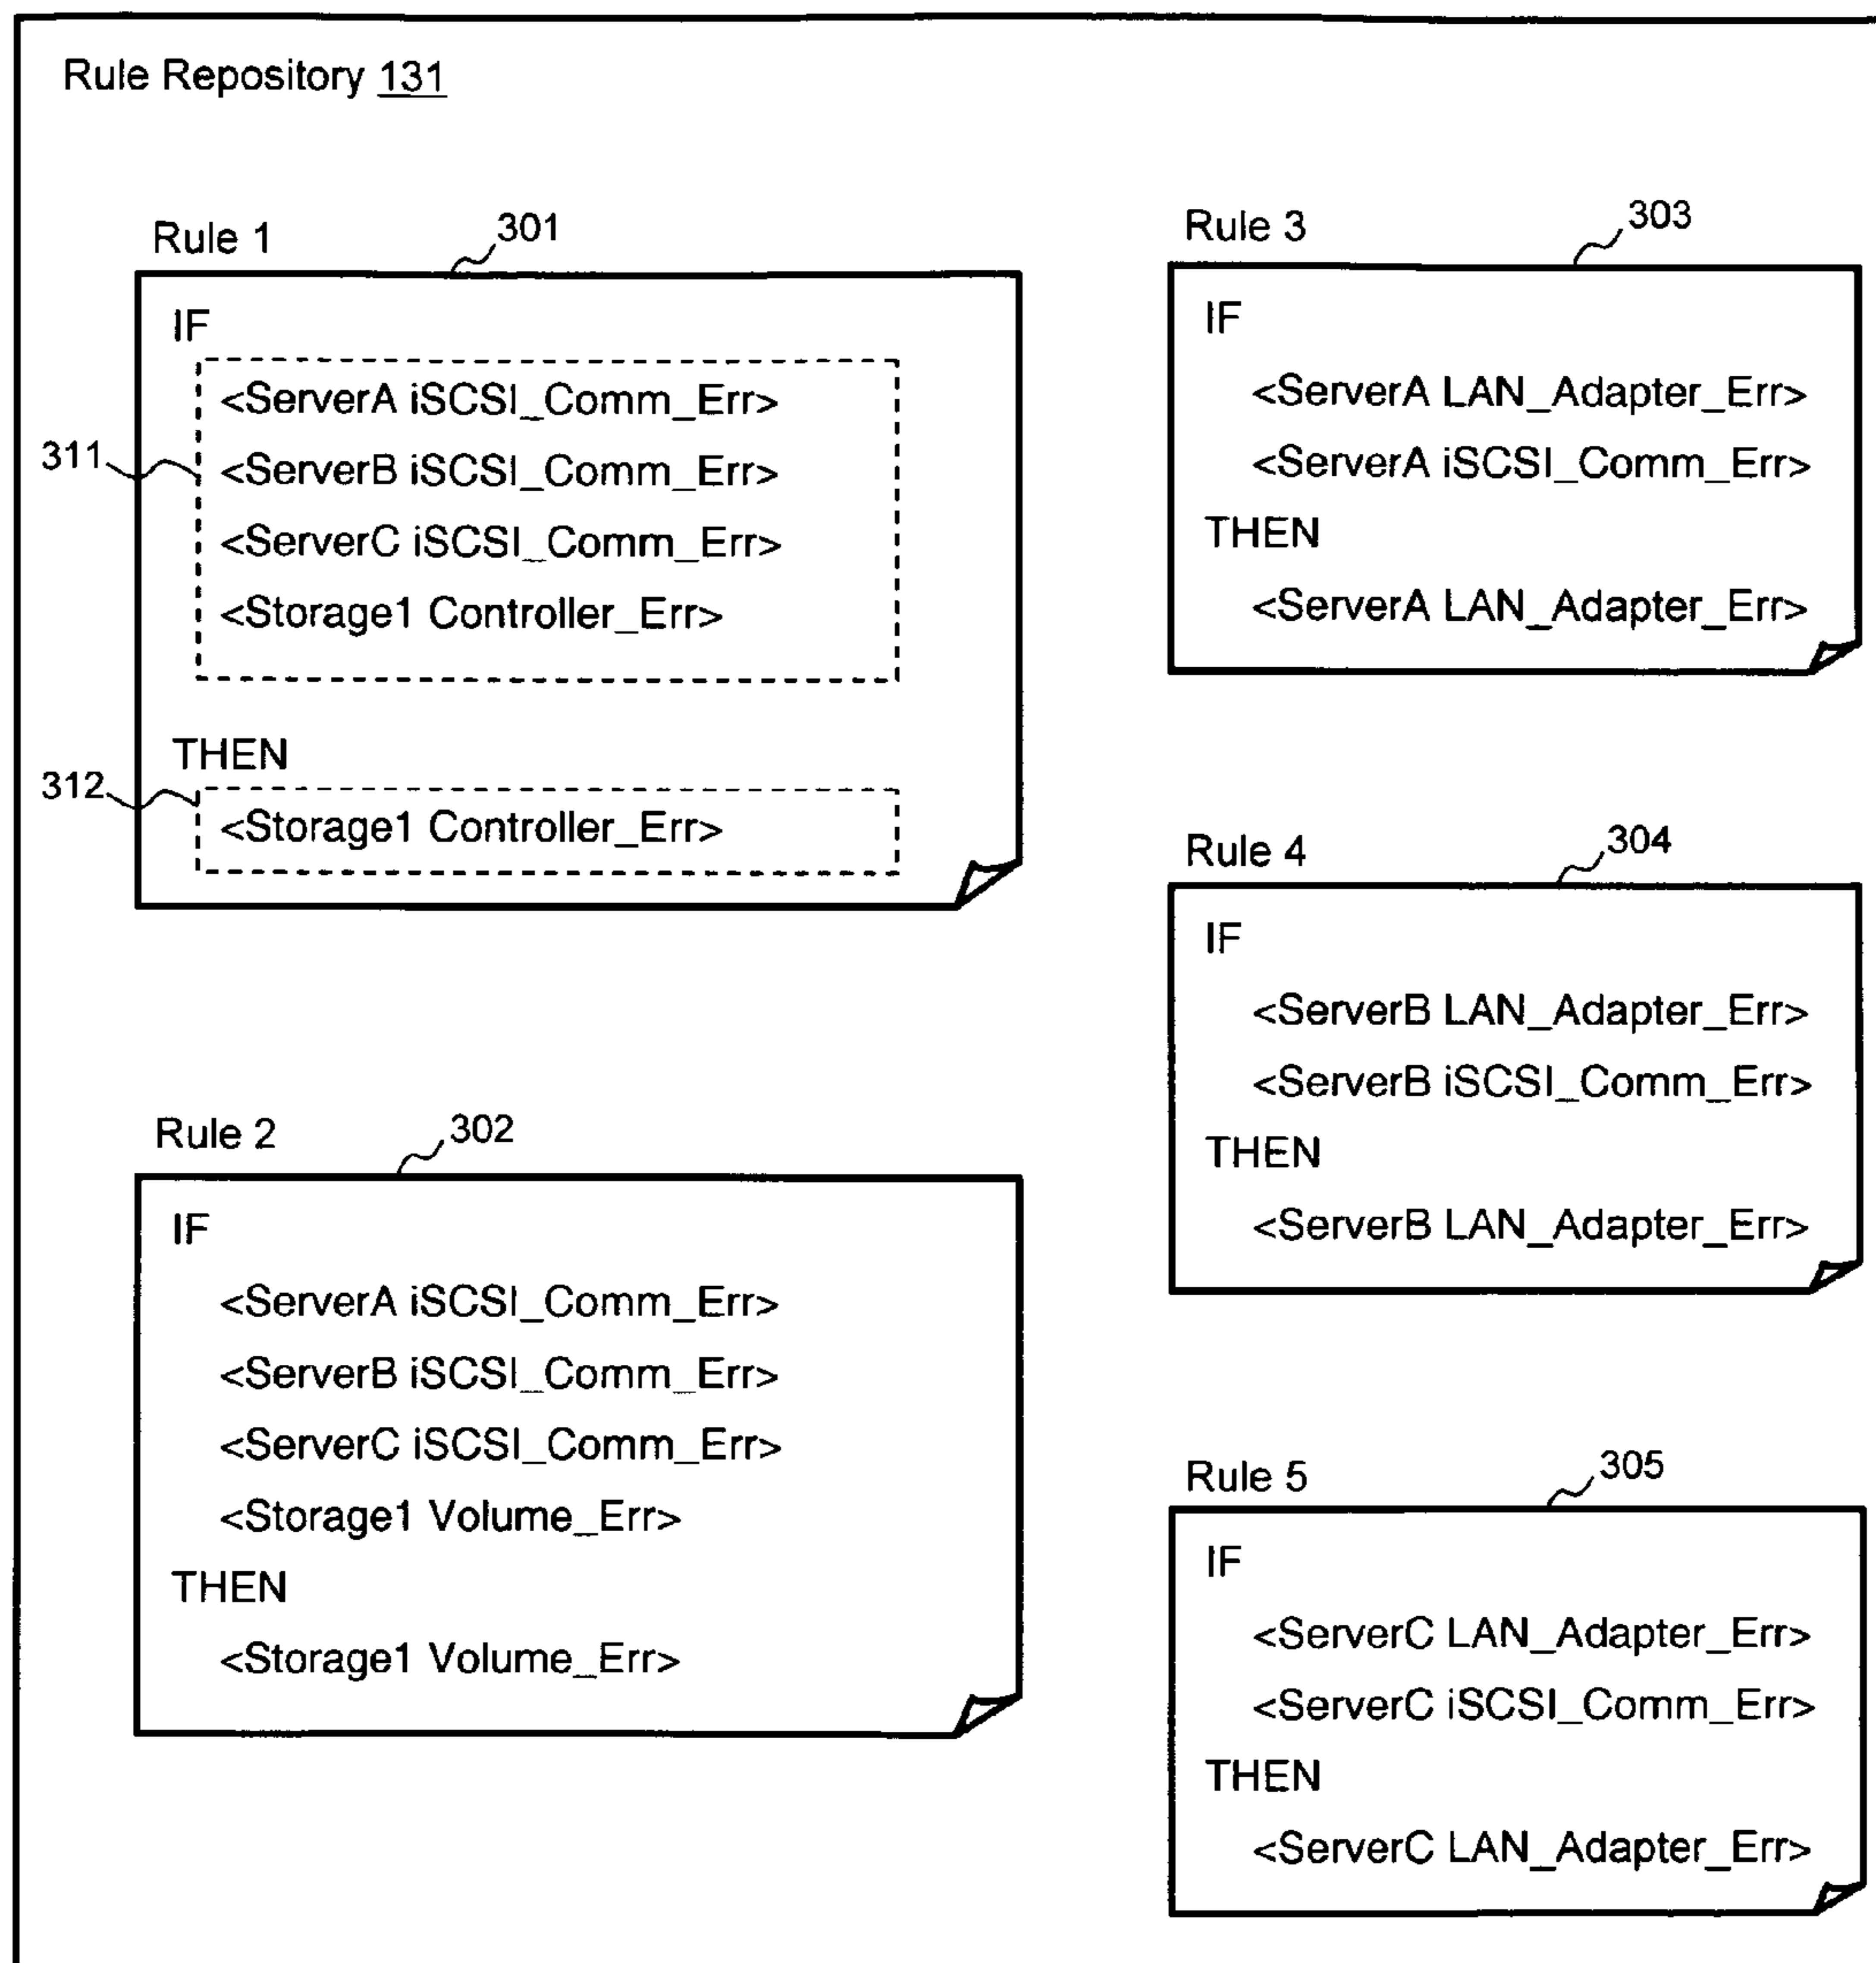 Rule Repository 131
Rule 1
301
IF
311
<ServerA iSCSI_Comm_Err>
<ServerB iSCSI_Comm_Err>
<ServerC iSCSI_Comm_Err>
<Storage1 Controller_Err>
THEN
312
<Storage1 Controller_Err>
Rule 2
302
IF
<ServerA iSCSI_Comm_Err>
<ServerB iSCSI_Comm_Err>
<ServerC iSCSI_Comm_Err>
<Storage1 Volume_Err>
THEN
<Storage1 Volume_Err>
Rule 3
303
IF
<ServerA LAN_Adapter_Err>
<ServerA iSCSI_Comm_Err>
THEN
<ServerA LAN_Adapter_Err>
Rule 4
304
IF
<ServerB LAN_Adapter_Err>
<ServerB iSCSI_Comm_Err>
THEN
<ServerB LAN_Adapter_Err>
Rule 5
305
IF
<ServerC LAN_Adapter_Err>
<ServerC iSCSI_Comm_Err>
THEN
<ServerC LAN_Adapter_Err>